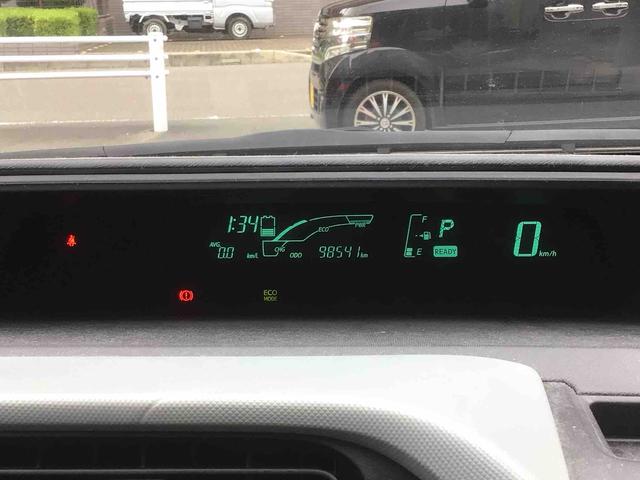 1:34
ECO
PWR
CHG
AVG
0.0 km/L
ODO 98541 km
F
E
P
READY
0 km/h
ECO
MODE